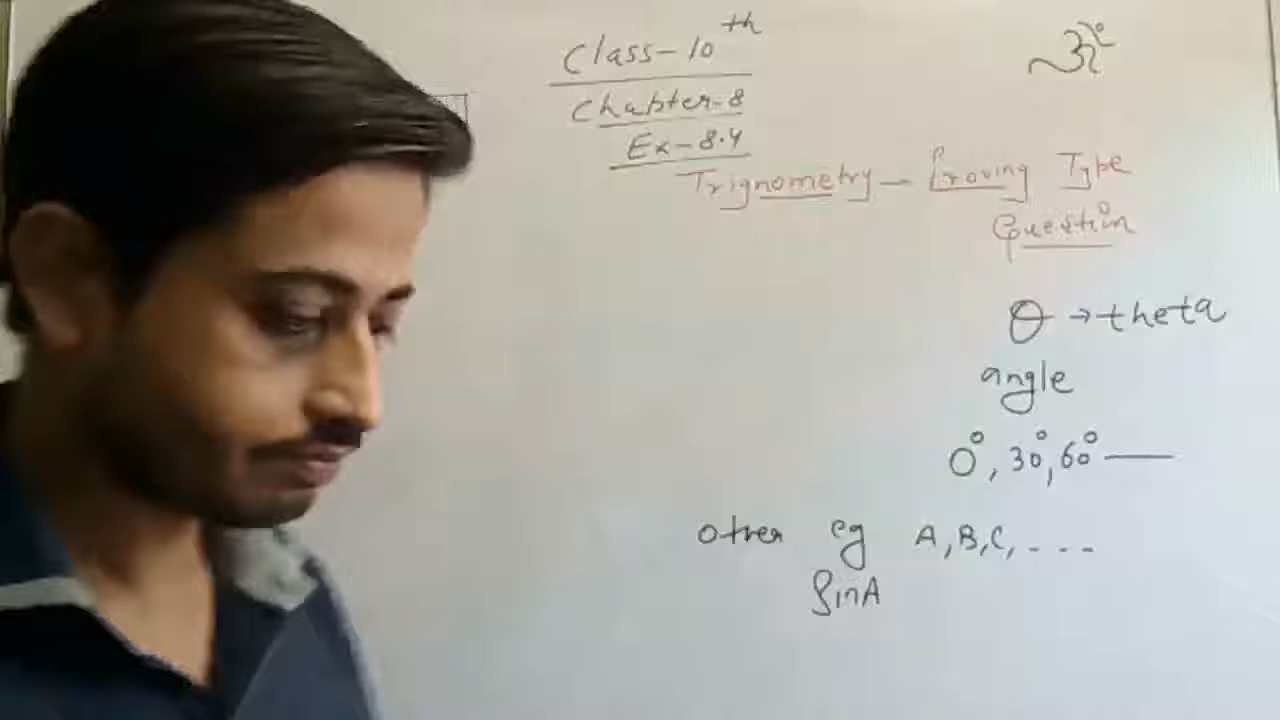 Class-10th
ॐ
Chapter-8
Ex-8.4
Trignometry - Proving Type
Question
θ → theta
angle
0°, 30°, 60° —
Other eg A, B, C, - - -
SinA